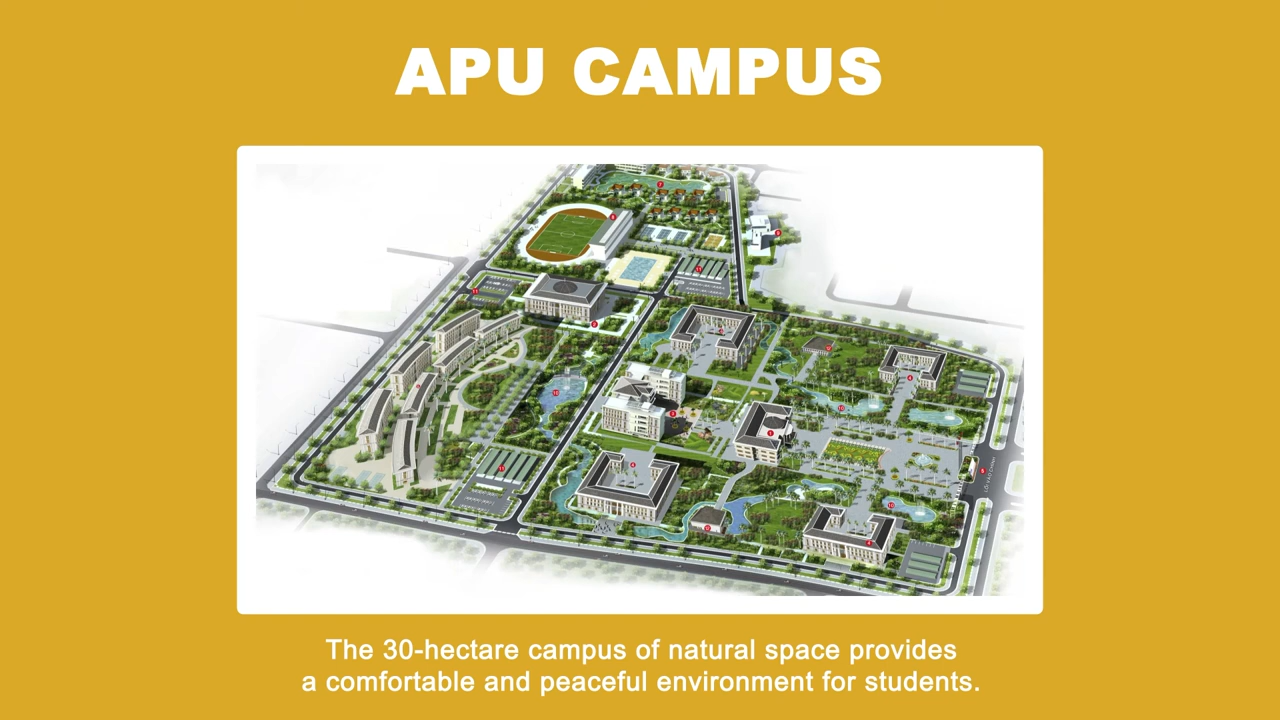 APU CAMPUS
The 30-hectare campus of natural space provides
a comfortable and peaceful environment for students.